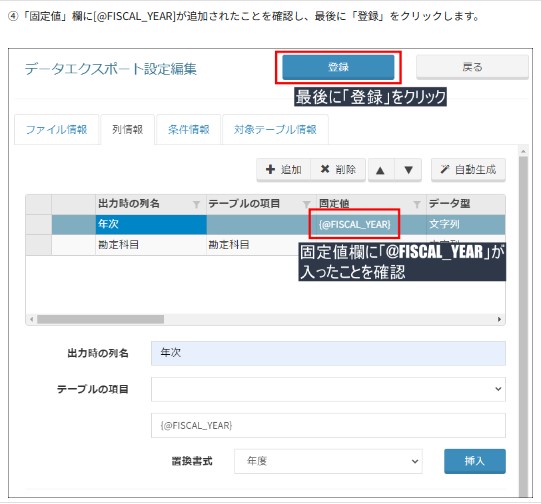 ④「固定値」欄に[@FISCAL_YEAR]が追加されたことを確認し、最後に「登録」をクリックします。
データエクスポート設定編集
登録
戻る
最後に「登録」をクリック
ファイル情報
列情報
条件情報
対象テーブル情報
追加
削除
自動生成
出力時の列名
テーブルの項目
固定値
データ型
年次
{@FISCAL_YEAR}
文字列
勘定科目
勘定科目
固定値欄に「@FISCAL_YEAR」が
入ったことを確認
出力時の列名
年次
テーブルの項目
{@FISCAL_YEAR}
置換書式
年度
挿入